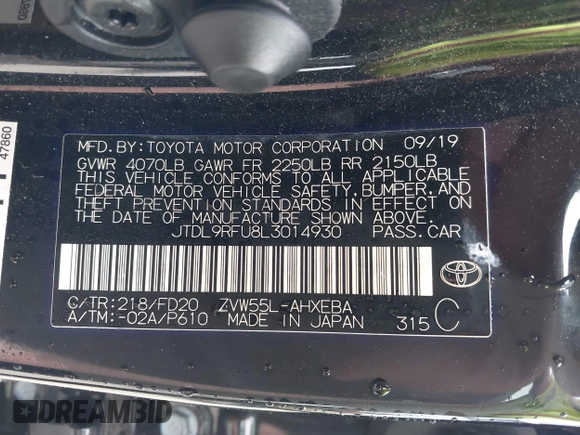 MFD.BY:TOYOTA MOTOR CORPORATION 09/19
GVWR 4070LB GAWR FR 2250LB RR 2150LB
THIS VEHICLE CONFORMS TO ALL APPLICABLE
FEDERAL MOTOR VEHICLE SAFETY,BUMPER,AND
THEFT PREVENTION STANDARDS IN EFFECT ON
THE DATE OF MANUFACTURE SHOWN ABOVE.
JTDL9RFU8L3014930 PASS.CAR
C/TR:218/FD20 ZVW55L-AHXEBA
A/TM:-02A/P610 MADE IN JAPAN 315 C
47860
DREAMBID